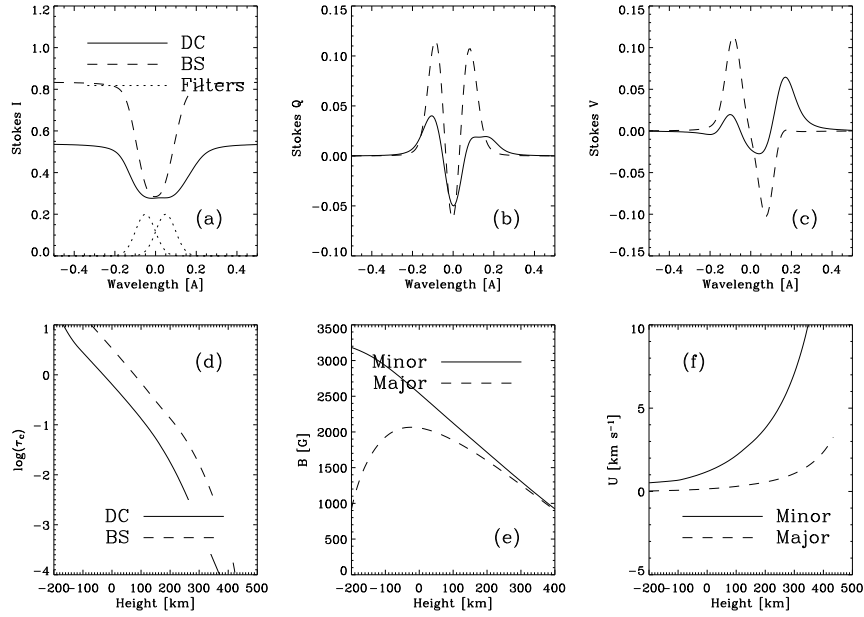 1.2
1.0
0.8
0.6
0.4
0.2
0.0
Stokes I
DC
BS
Filters
(a)
-0.4 -0.2 0.0 0.2 0.4
Wavelength [A]
0.15
0.10
0.05
0.00
-0.05
-0.10
Stokes Q
(b)
-0.4 -0.2 0.0 0.2 0.4
Wavelength [A]
0.15
0.10
0.05
0.00
-0.05
-0.10
-0.15
Stokes V
(c)
-0.4 -0.2 0.0 0.2 0.4
Wavelength [A]
1
0
-1
-2
-3
-4
log(τc)
(d)
DC
BS
-200 -100 0 100 200 300 400 500
Height [km]
3500
3000
2500
2000
1500
1000
500
0
B [G]
Minor
Major
(e)
-200 -100 0 100 200 300 400
Height [km]
10
5
0
-5
U [km s⁻¹]
(f)
Minor
Major
-200 -100 0 100 200 300 400 500
Height [km]